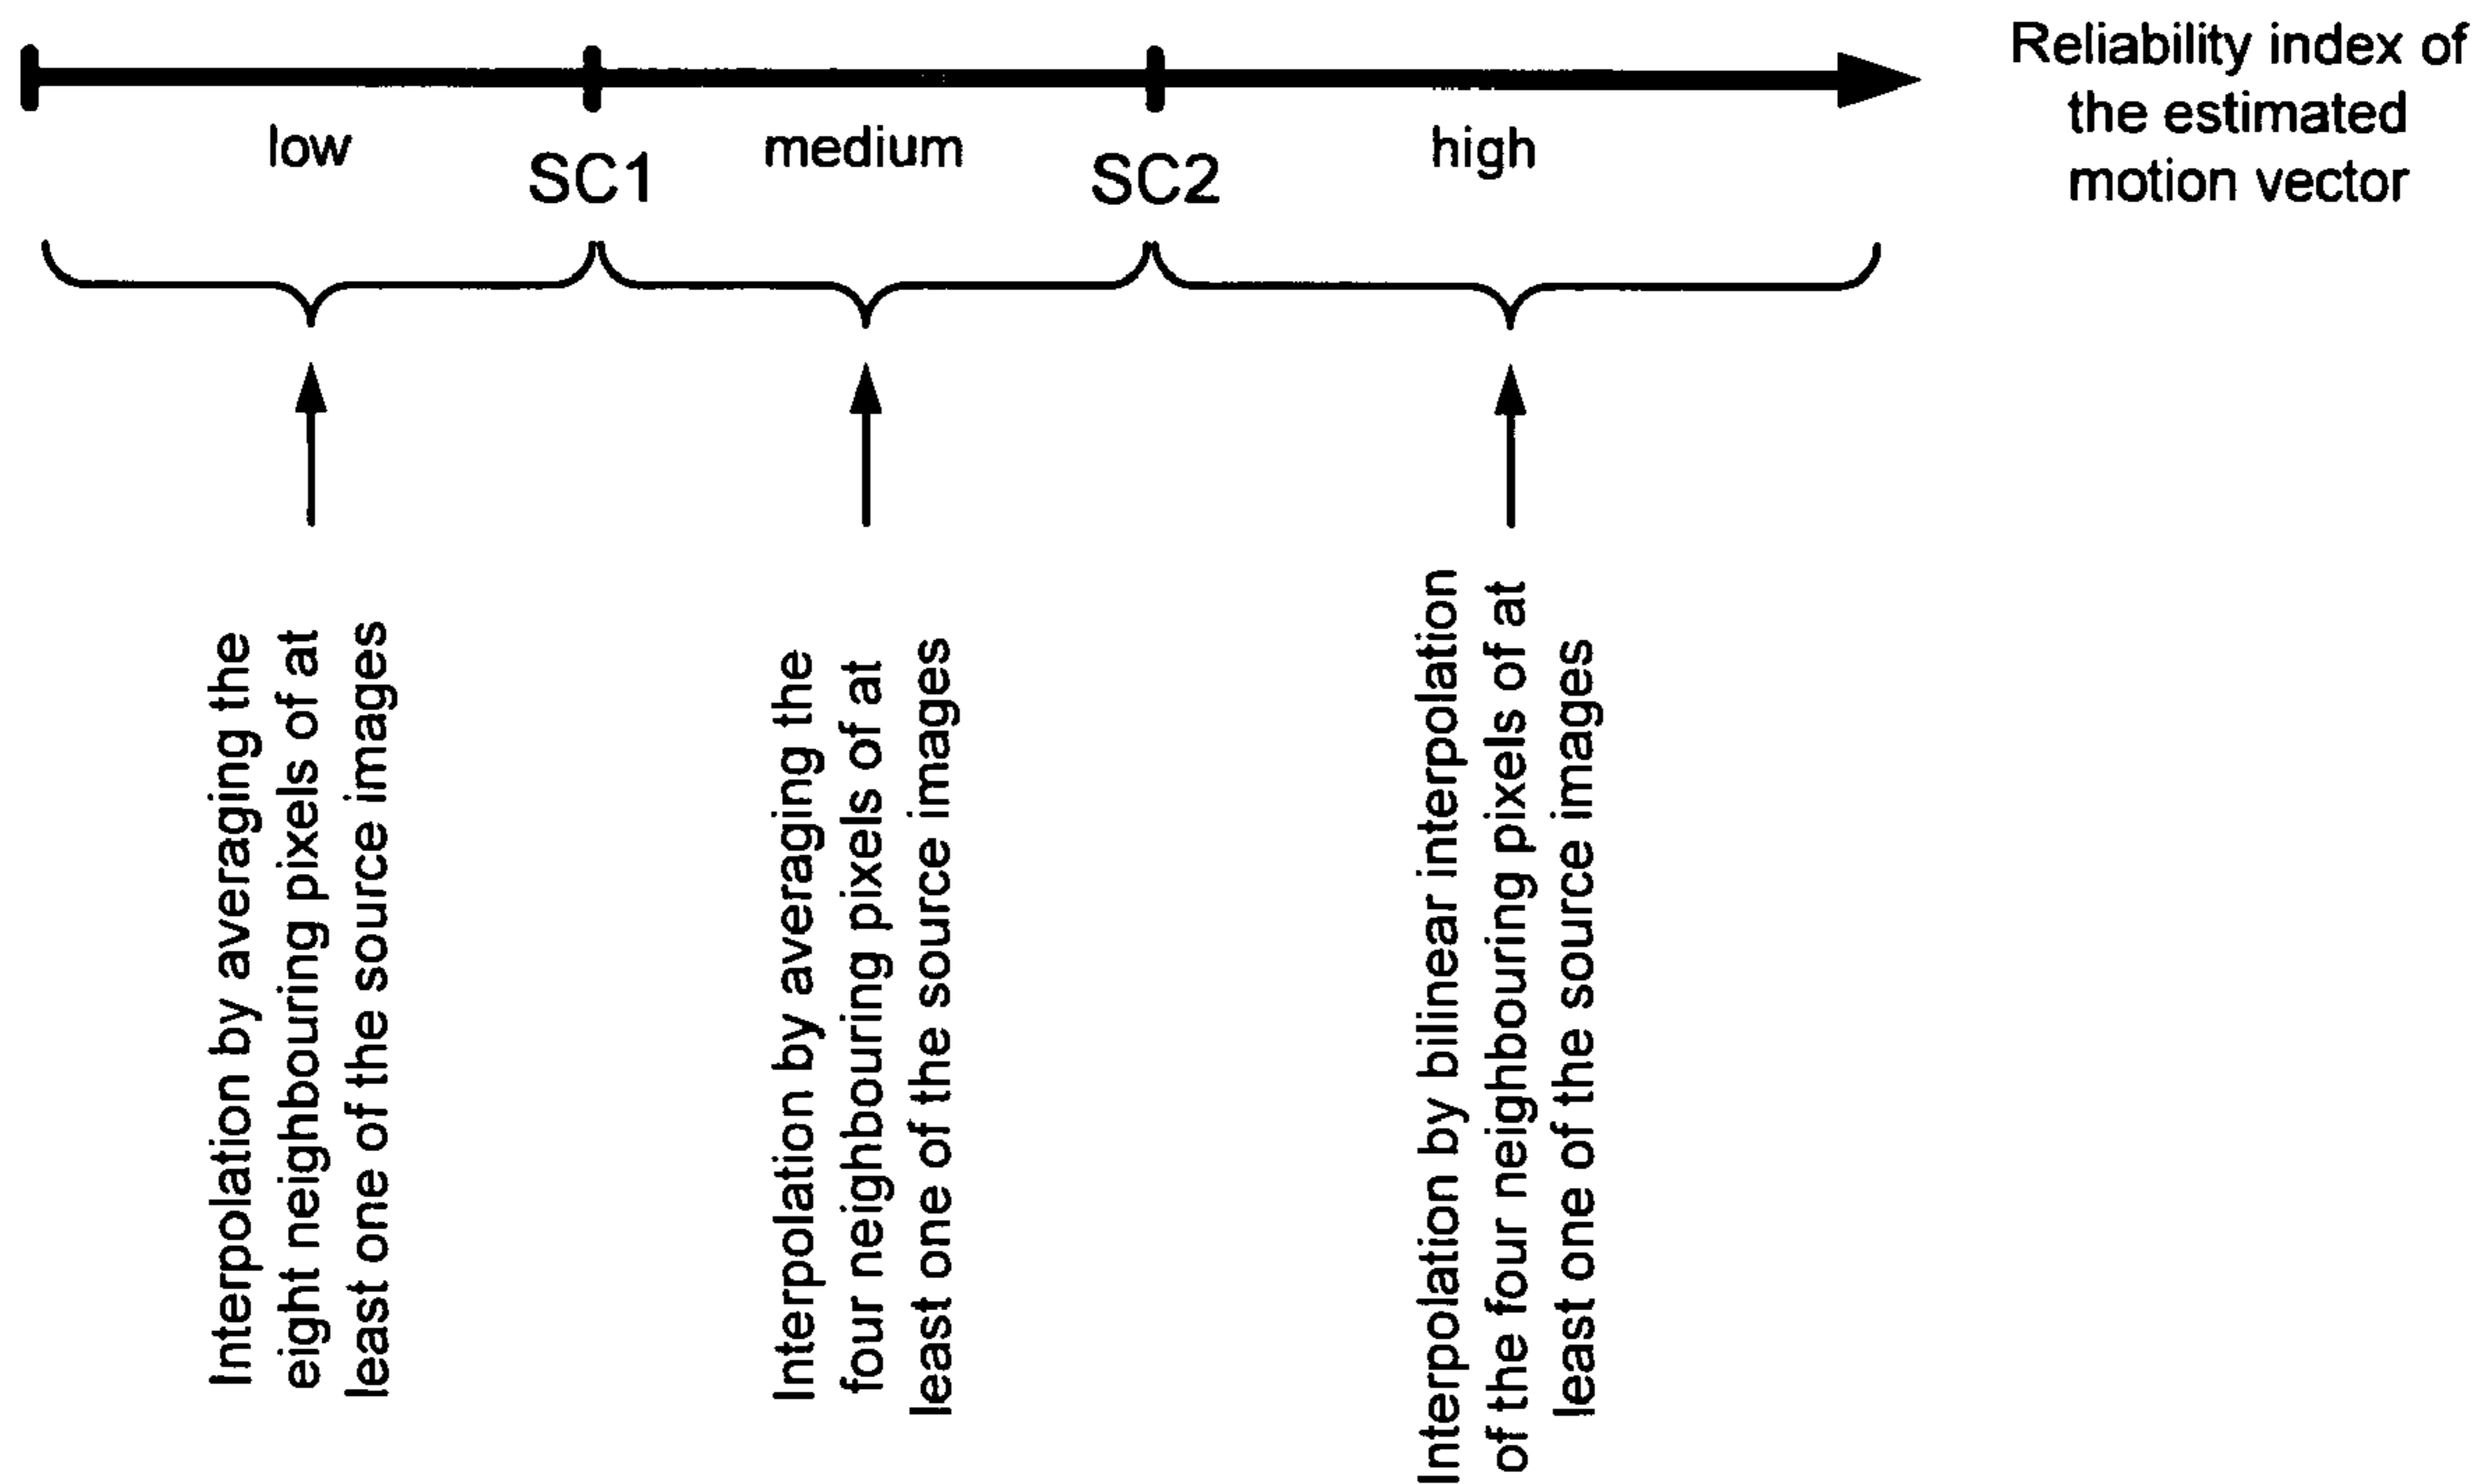 Reliability index of
the estimated
motion vector
low
SC1
medium
SC2
high
Interpolation by averaging the
eight neighbouring pixels of at
least one of the source images
Interpolation by averaging the
four neighbouring pixels of at
least one of the source images
Interpolation by bilinear interpolation
of the four neighbouring pixels of at
least one of the source images